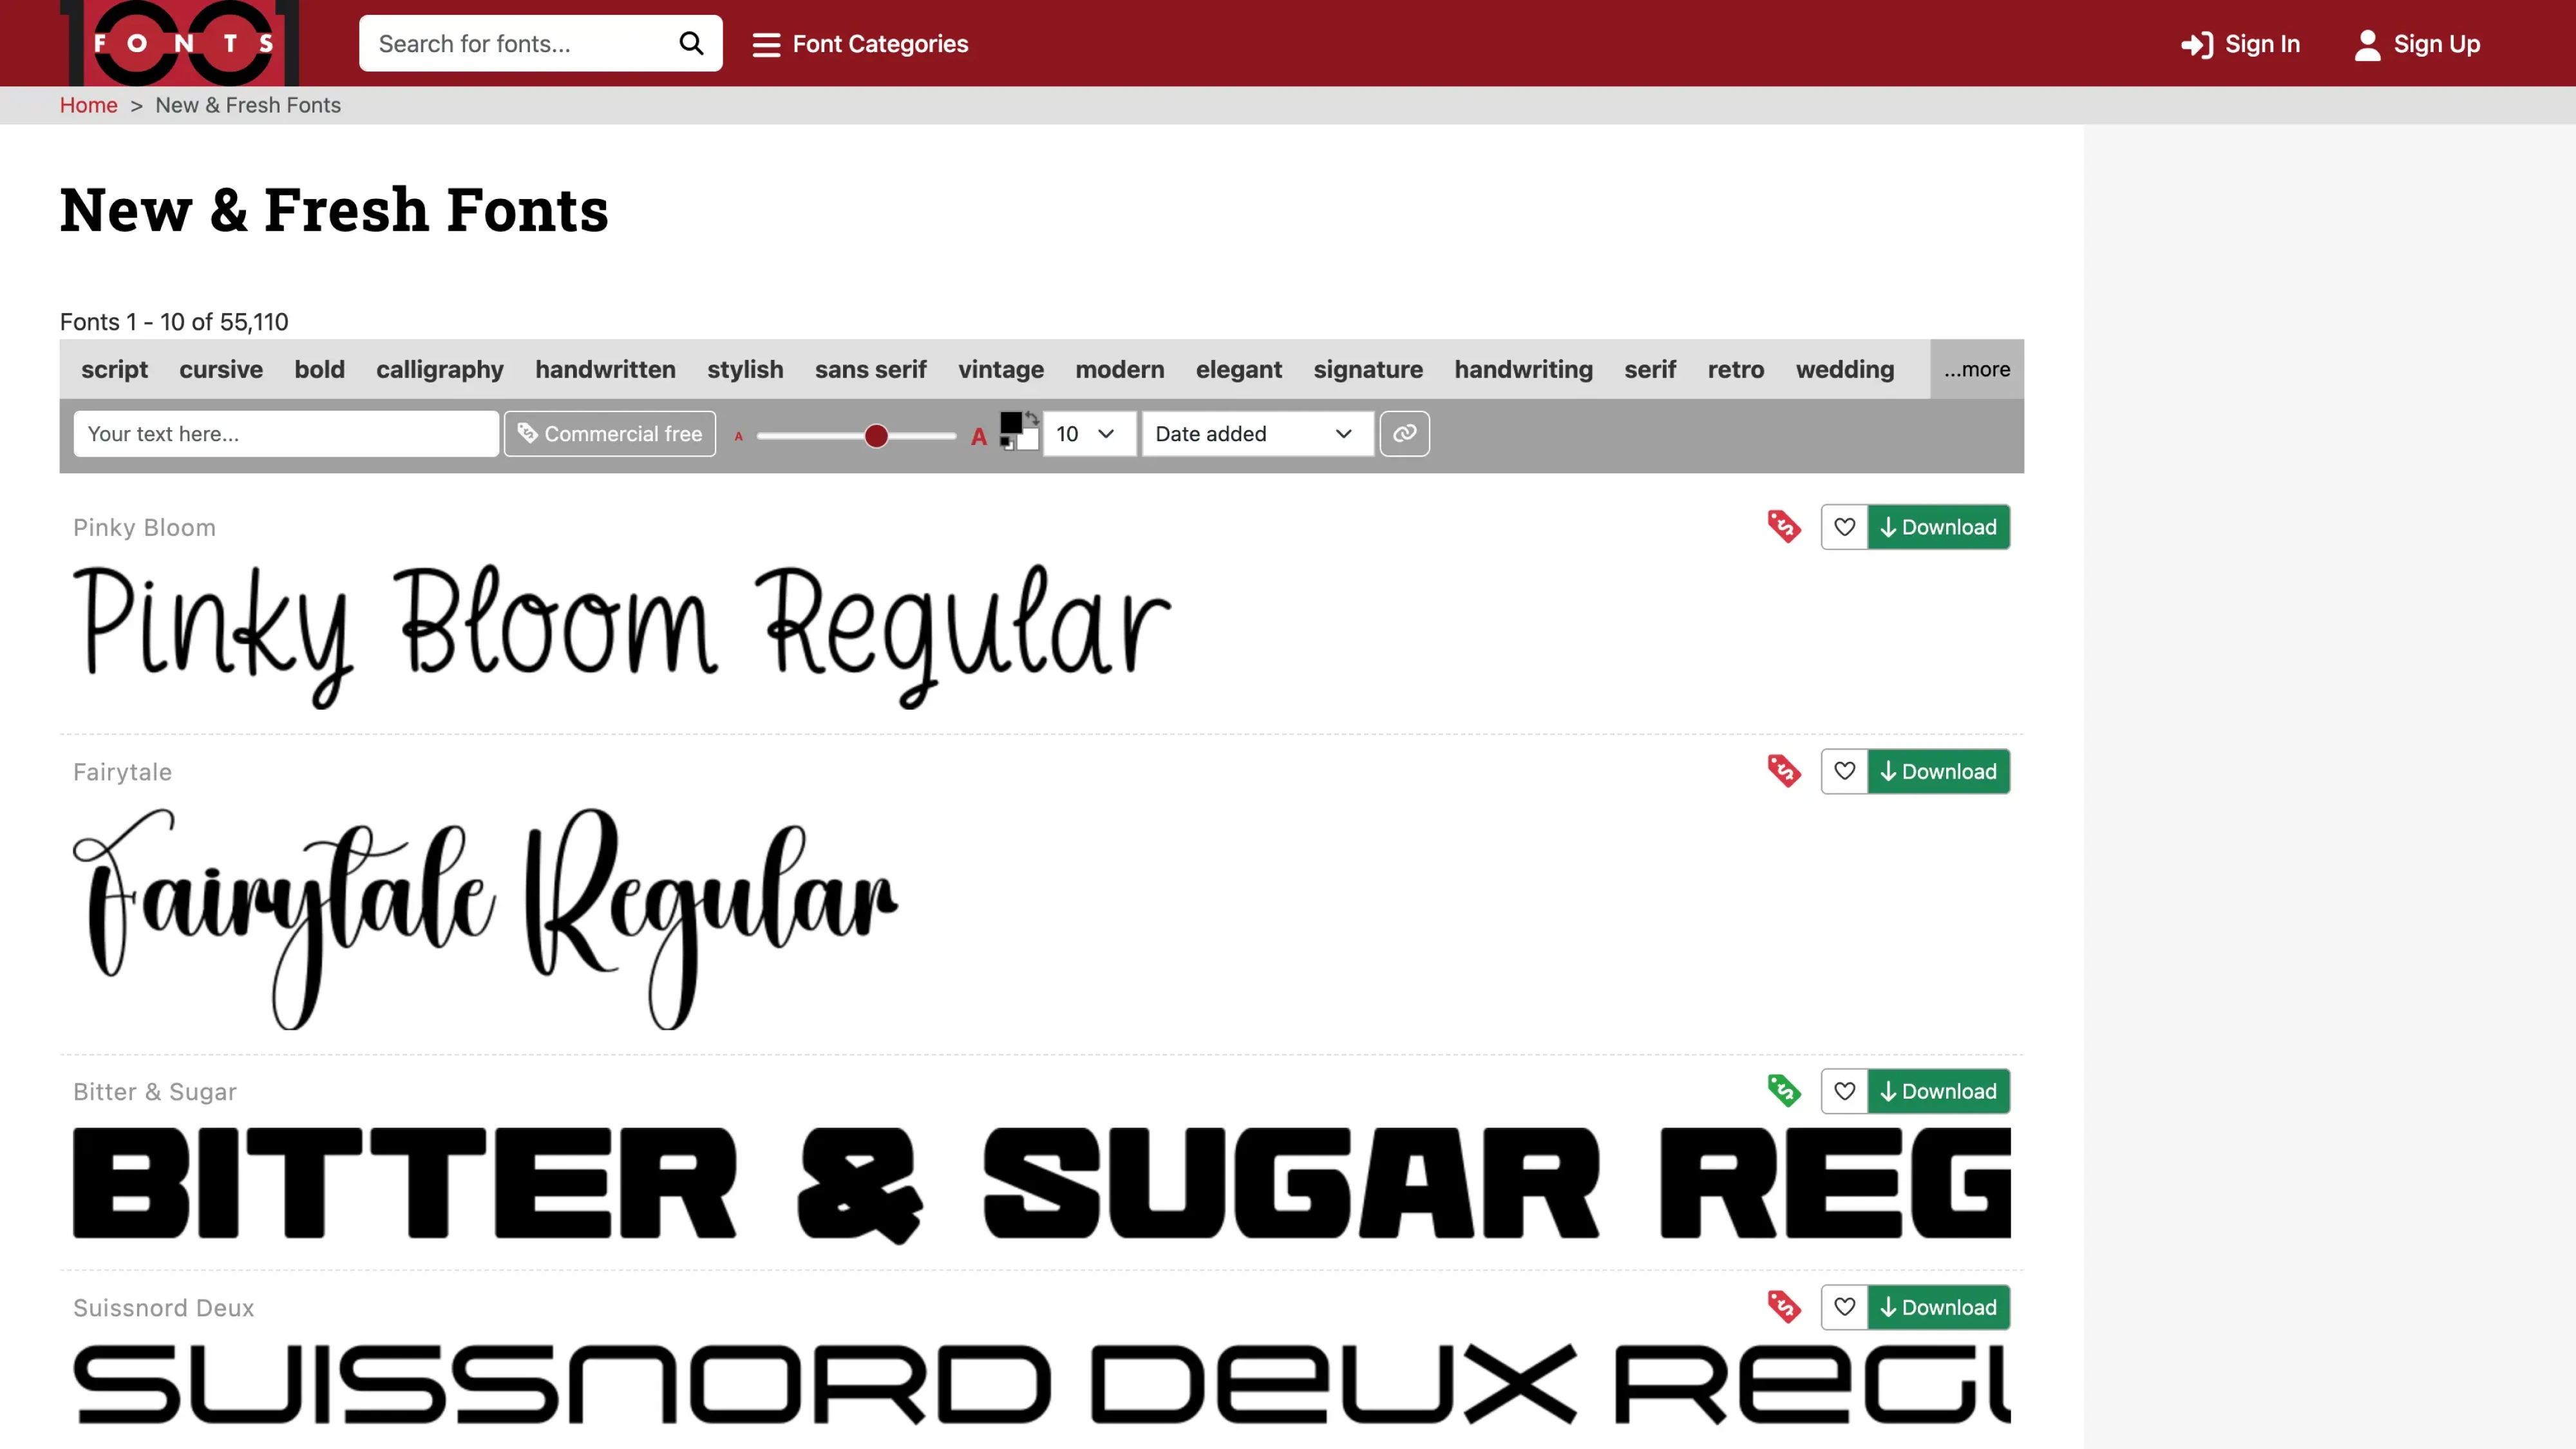 1001 FONTS
Search for fonts...
Font Categories
Sign In
Sign Up
Home > New & Fresh Fonts
New & Fresh Fonts
Fonts 1 - 10 of 55,110
script cursive bold calligraphy handwritten stylish sans serif vintage modern elegant signature handwriting serif retro wedding ...more
Your text here... Commercial free A A 10 Date added
Pinky Bloom Download
Pinky Bloom Regular
Fairytale Download
Fairytale Regular
Bitter & Sugar Download
BITTER & SUGAR REG
Suissnord Deux Download
SUISSNORD DEUX REGU